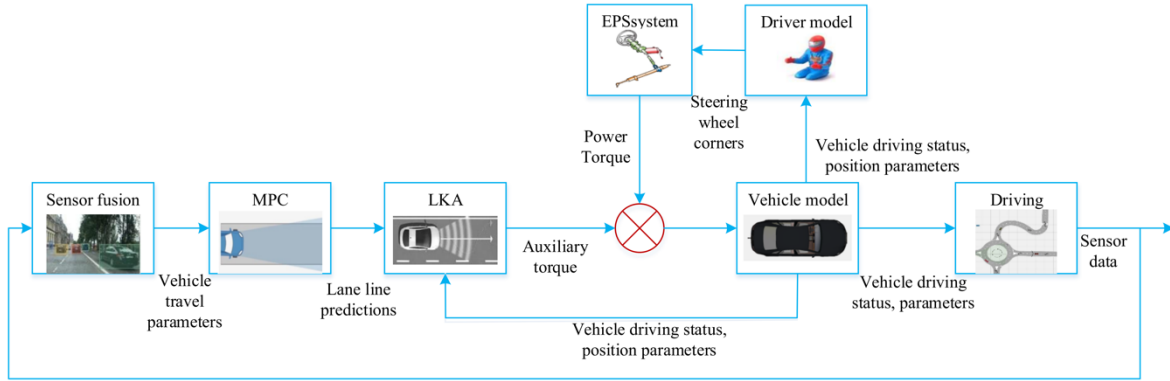 EPSsystem
Driver model
Power
Torque
Steering
wheel
corners
Vehicle driving status,
position parameters
Sensor fusion
MPC
LKA
Vehicle model
Driving
Vehicle
travel
parameters
Lane line
predictions
Auxiliary
torque
Vehicle driving
status, parameters
Sensor
data
Vehicle driving status,
position parameters